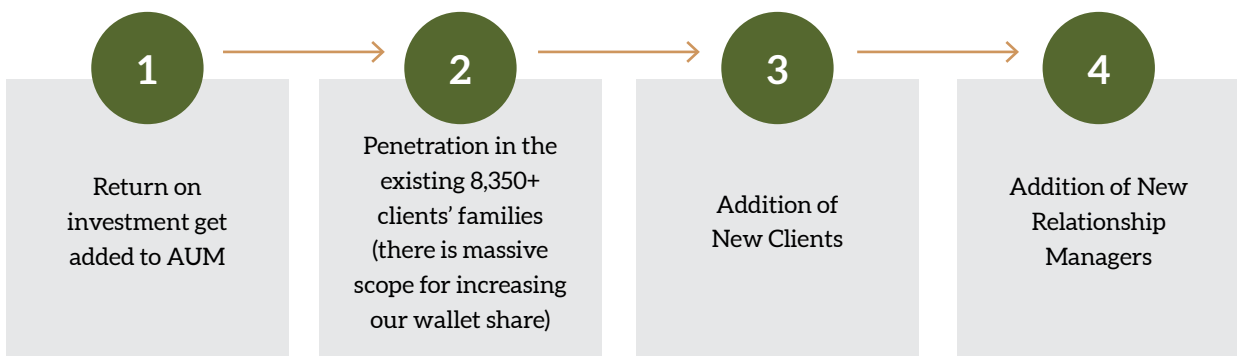 1
Return on
investment get
added to AUM
2
Penetration in the
existing 8,350+
clients’ families
(there is massive
scope for increasing
our wallet share)
3
Addition of
New Clients
4
Addition of New
Relationship
Managers